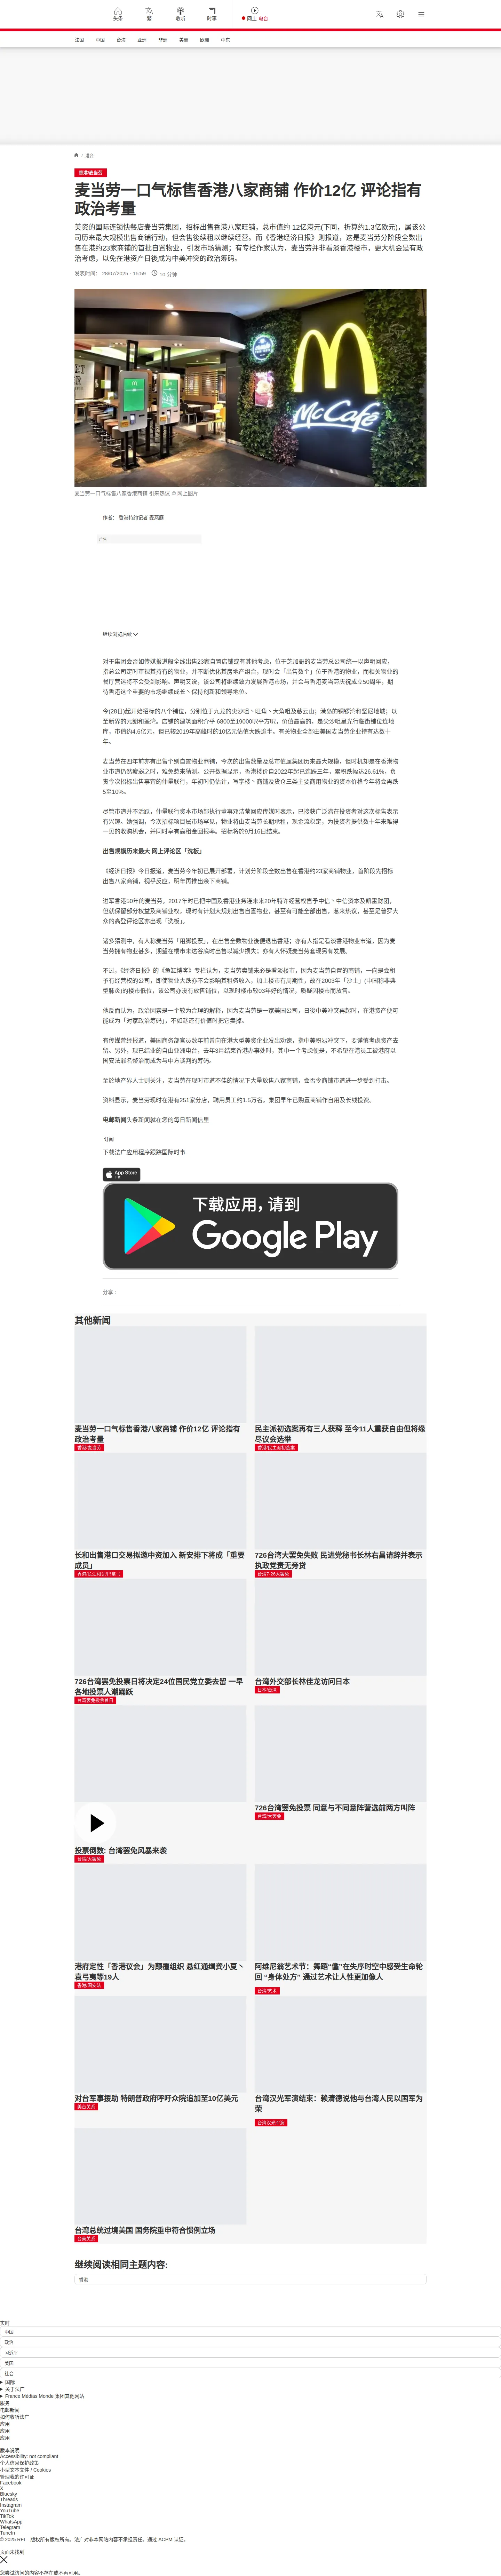 头条
繁
收听
时事
网上 电台
法国
中国
台海
亚洲
非洲
美洲
欧洲
中东
港台
香港/麦当劳
麦当劳一口气标售香港八家商铺 作价12亿 评论指有政治考量
美资的国际连锁快餐店麦当劳集团，招标出售香港八家旺铺，总市值约 12亿港元(下同，折算约1.3亿欧元)，属该公
司历来最大规模出售商铺行动，但会售後续租以继续经营。而《香港经济日报》则报道，这是麦当劳分阶段全数出
售在港约23家商铺的首批自置物业，引发市场猜测；有专栏作家认为，麦当劳并非看淡香港楼市，更大机会是有政
治考虑，以免在港资产日後成为中美冲突的政治筹码。
发表时间： 28/07/2025 - 15:59
10 分钟
McCafé
麦当劳一口气标售八家香港商铺 引来热议 © 网上图片
作者： 香港特约记者 麦燕庭
广告
继续浏览后续
对于集团会否如传媒报道般全线出售23家自置店铺或有其他考虑，位于芝加哥的麦当劳总公司统一以声明回应，
指总公司定时审视其持有的物业，并不断优化其房地产组合，现时会「出售数个」位于香港的物业，而相关物业的
餐厅营运将不会受到影响。声明又说，该公司将继续致力发展香港市场，并会与香港麦当劳庆祝成立50周年，期
待香港这个重要的市场继续成长、保持创新和领导地位。
今(28日)起开始招标的八个铺位，分别位于九龙的尖沙咀丶旺角丶大角咀及慈云山；港岛的铜锣湾和坚尼地城；以
至新界的元朗和荃湾。店铺的建筑面积介乎 6800至19000呎平方呎，价值最高的，是尖沙咀星光行临街铺位连地
库，市值约4.6亿元，但已较2019年高峰时的10亿元估值大跌逾半。有关物业全部由美国麦当劳企业持有达数十
年。
麦当劳在四年前亦有出售个别自置物业商铺，今次的出售数量及总市值属集团历来最大规模，但时机却是在香港物
业市道仍然疲弱之时，难免惹来猜测。公开数据显示，香港楼价自2022年起已连跌三年，累积跌幅达26.61%，负
责今次招标出售事宜的仲量联行，年初时仍估计，写字楼丶商铺及货仓三类主要商用物业的资本价格今年将会再跌
5至10%。
尽管市道并不活跃，仲量联行资本市场部执行董事邓洁莹回应传媒时表示，已接获广泛潜在投资者对这次标售表示
有兴趣。她强调，今次招标项目属市场罕见，物业将由麦当劳长期承租，现金流稳定，为投资者提供数十年来难得
一见的收购机会，并同时享有高租金回报率。招标将於9月16日结束。
出售规模历来最大 网上评论区「洗板」
《经济日报》今日报道，麦当劳今年初已展开部署，计划分阶段全数出售在香港的23家商铺物业。首阶段先招标
出售八家商铺，视乎反应，明年再推出余下商铺。
进军香港50年的麦当劳，2017年时已把中国及香港业务连未来20年特许经营权售予中信丶中信资本及凯雷财团，
但就保留部分权益及商铺业权。现时有计划大规划出售自置物业，甚至有可能全部出售，惹来热议，甚至是普罗大
众的高登评论区亦出现「洗板」。
诸多猜测中，有人称麦当劳「用脚投票」，在出售全数物业後便退出香港；亦有人指是看淡香港物业市道，因为麦
当劳拥有物业甚多，期望在楼市未达谷底时出售以减少损失；亦有人怀疑麦当劳套现另有发展。
不过，《经济日报》的《鱼缸博客》专栏认为，麦当劳卖铺未必是看淡楼市，因为麦当劳自置的商铺，一向是会租
予有经营权的公司，即使物业大跌亦不会影响其租务收入，加上楼市有周期性，故在2003年「沙士」(中国称非典
型肺炎)的楼市低位，该公司亦没有放售铺位，以现时楼市较03年好的情况，质疑因楼市而放售。
他反而认为，政治因素是一个较为合理的解释，因为麦当劳是一家美国公司，日後中美冲突再起时，在港资产便可
能成为「对家政治筹码」，不如趁还有价值时把它卖掉。
有传媒曾经报道，美国商务部官员数年前曾向在港大型美资企业发出劝谏，指中美积易冲突下，要谨慎考虑资产去
留。另外，现已结业的自由亚洲电台，去年3月结束香港办事处时，其中一个考虑便是，不希望在港员工被港府以
国安法罪名整治而成为与中方谈判的筹码。
至於地产界人士则关注，麦当劳在现时市道不佳的情况下大量放售八家商铺，会否令商铺市道进一步受到打击。
资料显示，麦当劳现时在港有251家分店，聘用员工约1.5万名。集团早年已购置商铺作自用及长线投资。
电邮新闻头条新闻就在您的每日新闻信里
订阅
下载法广应用程序跟踪国际时事
App Store
下载应用，请到
Google Play
分享 :
其他新闻
麦当劳一口气标售香港八家商铺 作价12亿 评论指有政治考量
香港/麦当劳
民主派初选案再有三人获释 至今11人重获自由但将缘尽议会选举
香港/民主派初选案
长和出售港口交易拟邀中资加入 新安排下将成「重要成员」
香港/长江和记/巴拿马
726台湾大罢免失败 民进党秘书长林右昌请辞并表示执政党责无旁贷
台湾7·26大罢免
726台湾罢免投票日将决定24位国民党立委去留 一早各地投票人潮踊跃
台湾罢免投票首日
台湾外交部长林佳龙访问日本
日本/台湾
投票倒数: 台湾罢免风暴来袭
台湾/大罢免
726台湾罢免投票 同意与不同意阵营选前两方叫阵
台湾/大罢免
港府定性「香港议会」为颠覆组织 悬红通缉龚小夏丶袁弓夷等19人
香港/国安法
阿维尼翁艺术节：舞蹈“儡”在失序时空中感受生命轮回 “身体处方” 通过艺术让人性更加像人
台湾/艺术
对台军事援助 特朗普政府呼吁众院追加至10亿美元
美台关系
台湾汉光军演结束：赖清德说他与台湾人民以国军为荣
台湾汉光军演
台湾总统过境美国 国务院重申符合惯例立场
台美关系
继续阅读相同主题内容:
香港
实时
中国
政治
习近平
美国
社会
国际
关于法广
France Médias Monde 集团其他网站
服务
电邮新闻
如何收听法广
应用
应用
应用
版本说明
Accessibility: not compliant
个人信息保护政策
小型文本文件 / Cookies
管理我的许可证
Facebook
X
Bluesky
Threads
Instagram
YouTube
TikTok
WhatsApp
Telegram
TuneIn
© 2025 RFI – 版权所有版权所有。法广对非本网站内容不承担责任。通过 ACPM 认证。
页面未找到
您尝试访问的内容不存在或不再可用。